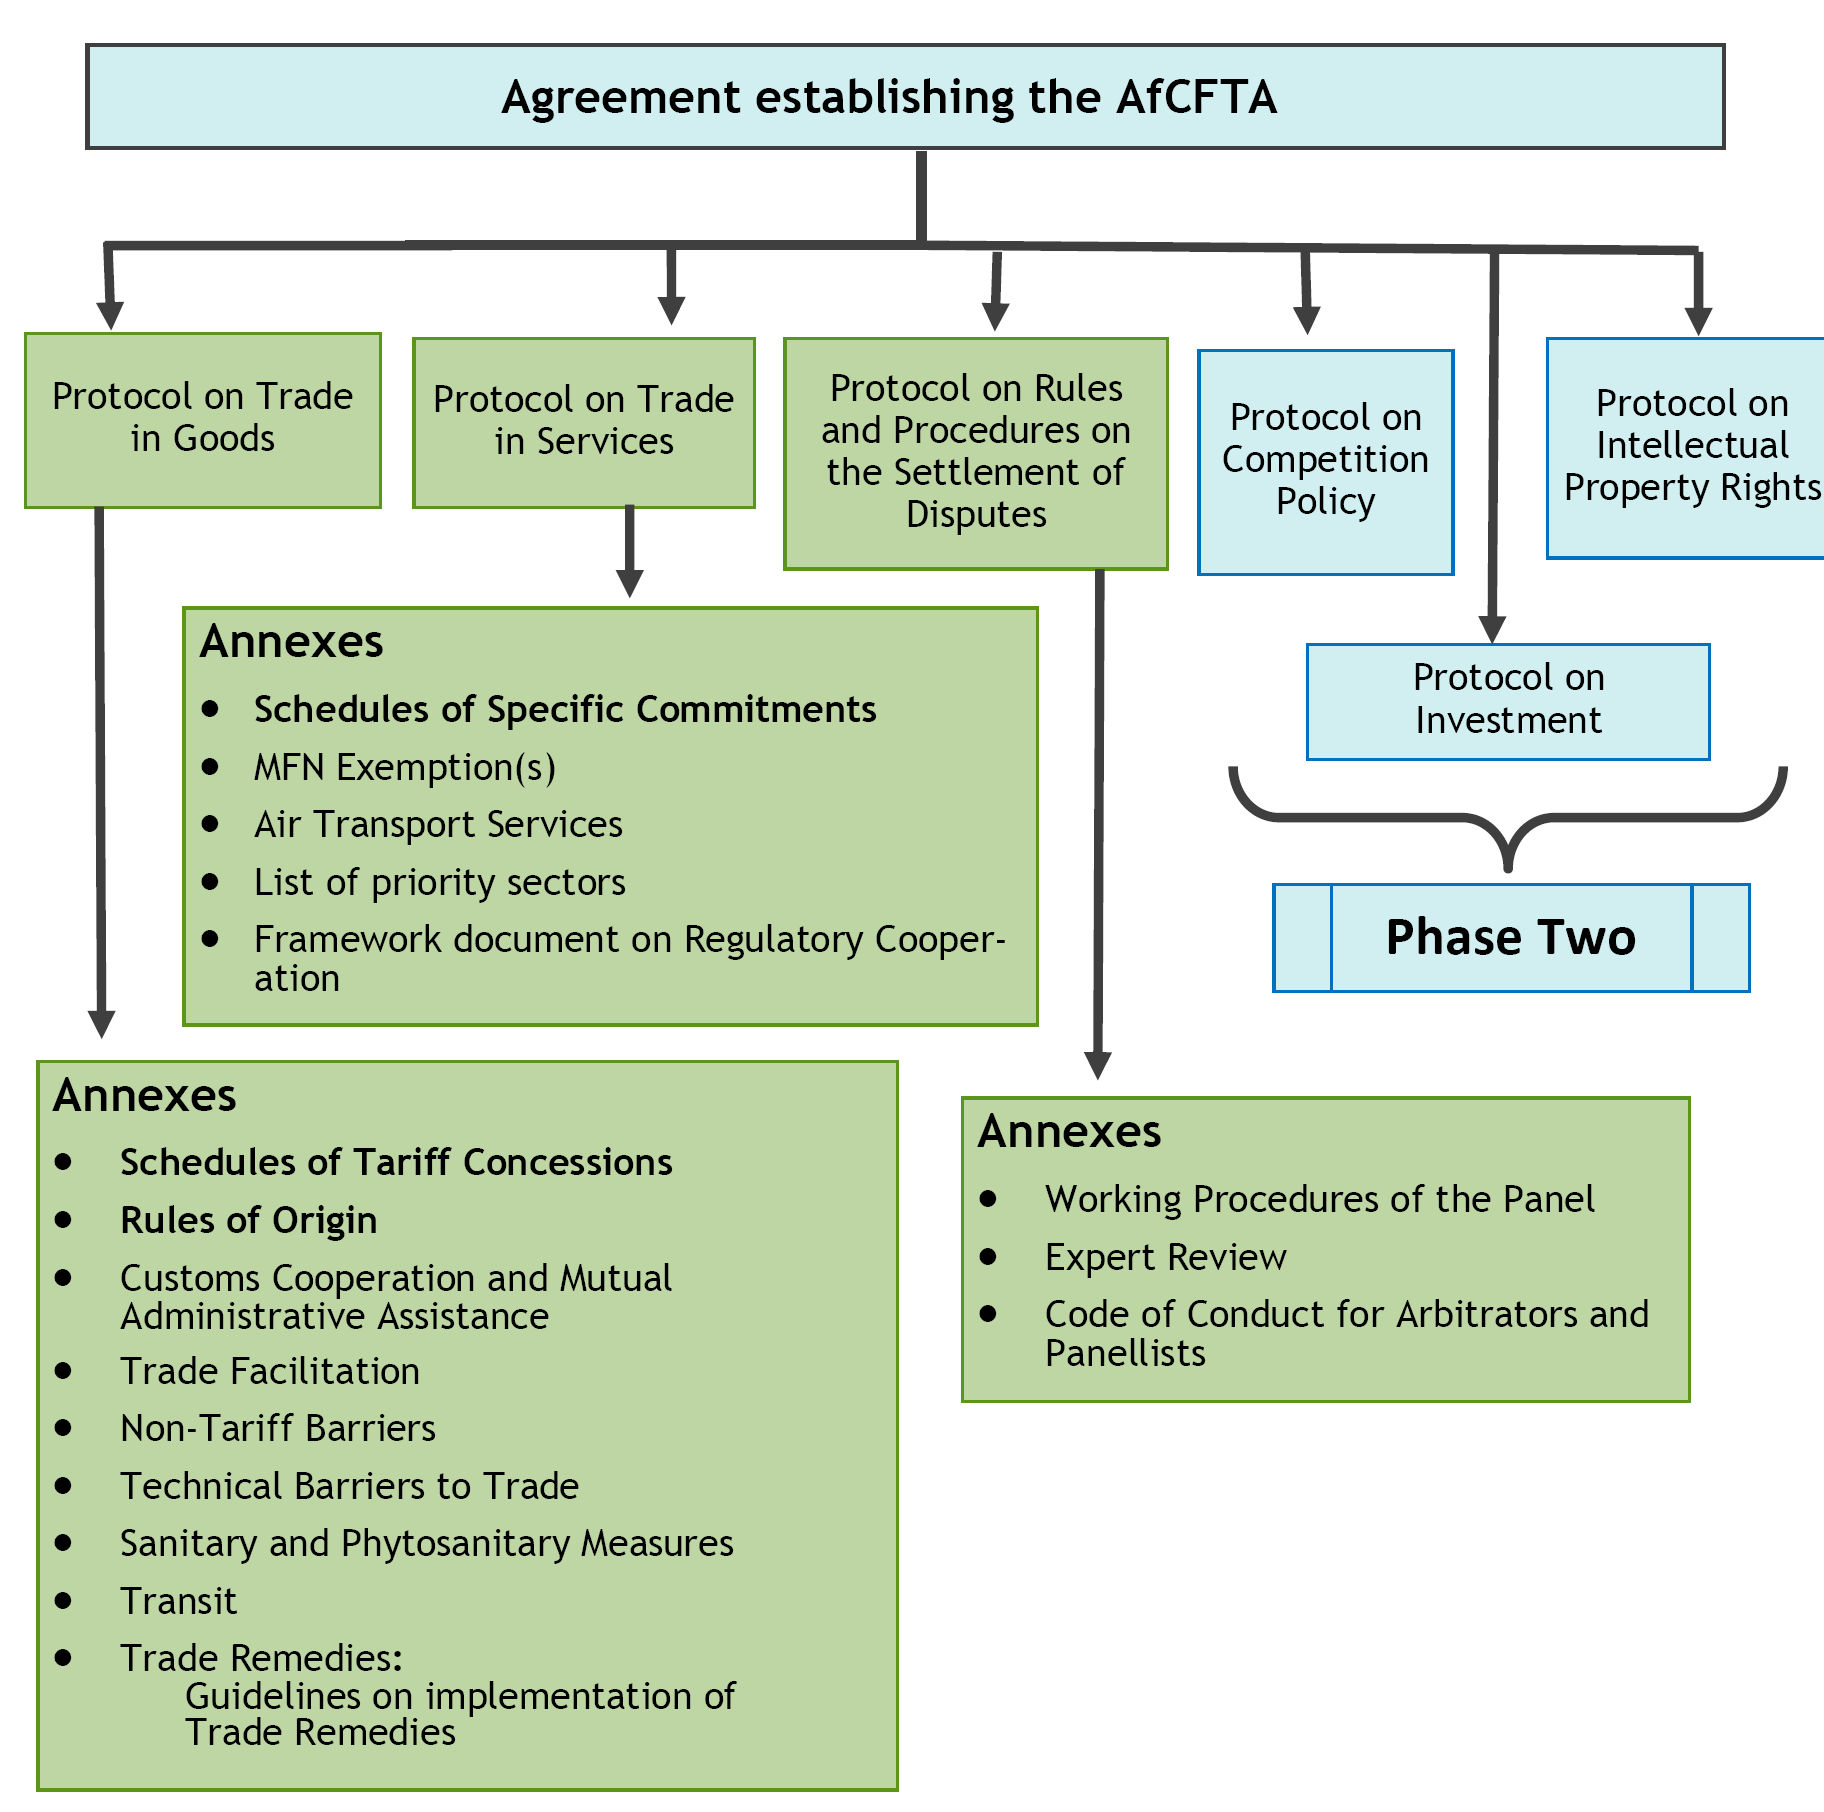 Agreement establishing the AfCFTA
Protocol on Trade
in Goods
Protocol on Trade
in Services
Protocol on Rules
and Procedures on
the Settlement of
Disputes
Protocol on
Competition
Policy
Protocol on
Intellectual
Property Rights
Protocol on
Investment
Phase Two
Annexes
● Schedules of Specific Commitments
● MFN Exemption(s)
● Air Transport Services
● List of priority sectors
● Framework document on Regulatory Cooper-
ation
Annexes
● Schedules of Tariff Concessions
● Rules of Origin
● Customs Cooperation and Mutual
Administrative Assistance
● Trade Facilitation
● Non-Tariff Barriers
● Technical Barriers to Trade
● Sanitary and Phytosanitary Measures
● Transit
● Trade Remedies:
Guidelines on implementation of
Trade Remedies
Annexes
● Working Procedures of the Panel
● Expert Review
● Code of Conduct for Arbitrators and
Panellists